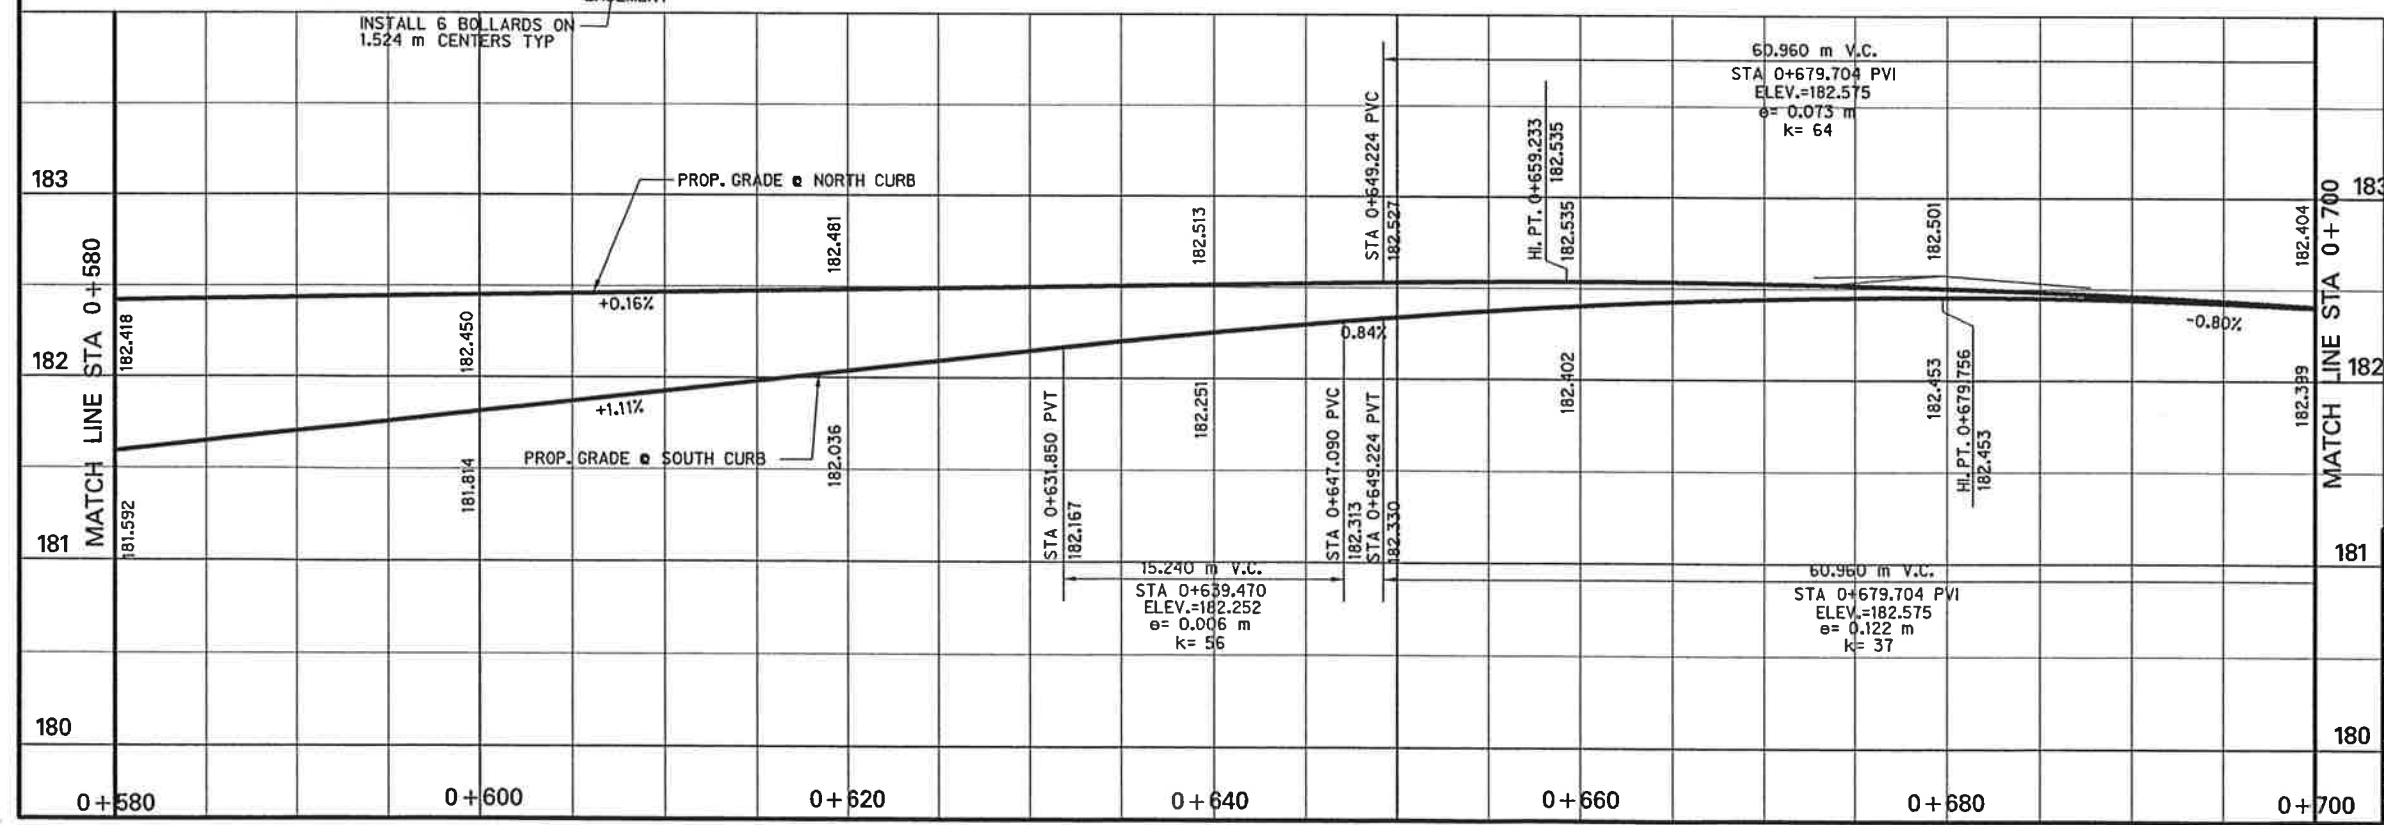 INSTALL 6 BOLLARDS ON
1.524 m CENTERS TYP
60.960 m V.C.
STA 0+679.704 PVI
ELEV.=182.575
e= 0.073 m
k= 64
183
183
PROP. GRADE @ NORTH CURB
182.481
182.513
STA 0+649.224 PVC
182.527
HI. PT. 0+659.233
182.535
182.535
182.501
182.404
MATCH LINE STA 0+580
MATCH LINE STA 0+700
+0.16%
182.418
182.450
0.84%
-0.80%
182
182
+1.11%
PROP. GRADE @ SOUTH CURB
181.592
181.814
182.036
STA 0+631.850 PVT
182.167
182.251
STA 0+647.090 PVC
182.313
STA 0+649.224 PVT
182.330
182.402
182.453
HI. PT. 0+679.756
182.453
182.399
181
181
15.240 m V.C.
STA 0+639.470
ELEV.=182.252
e= 0.006 m
k= 56
60.960 m V.C.
STA 0+679.704 PVI
ELEV.=182.575
e= 0.122 m
k= 37
180
180
0+580
0+600
0+620
0+640
0+660
0+680
0+700